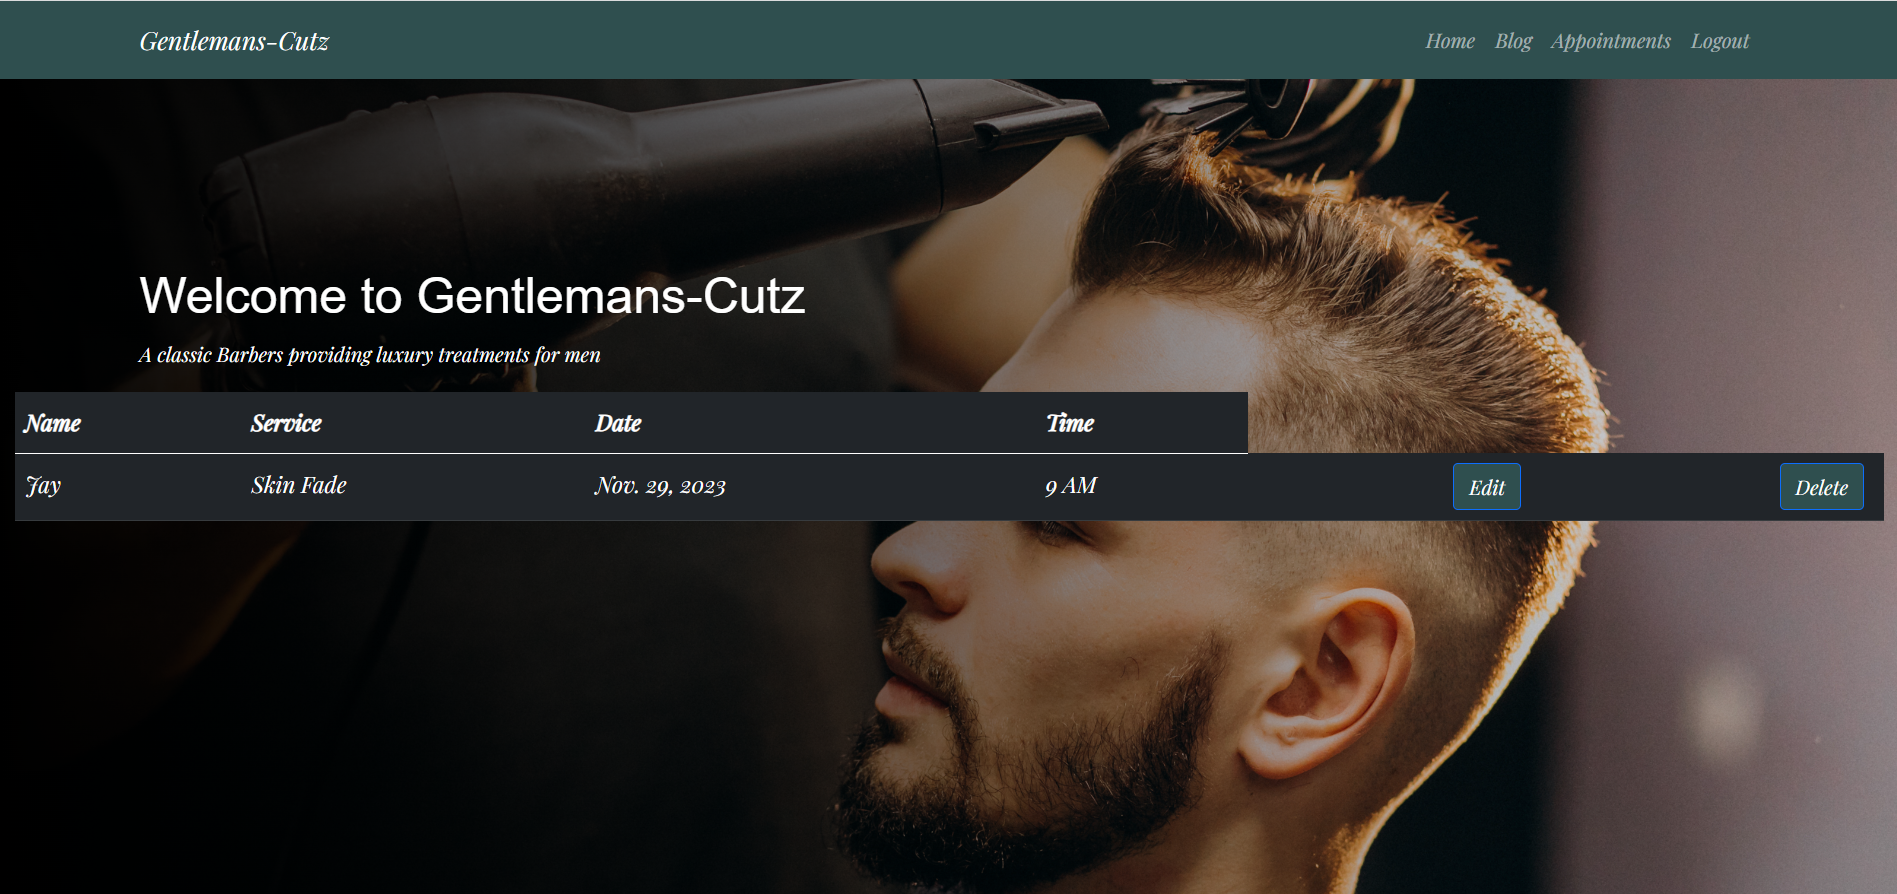 Gentlemans-Cutz Home Blog Appointments Logout
Welcome to Gentlemans-Cutz
A classic Barbers providing luxury treatments for men
Name Service Date Time
Jay Skin Fade Nov. 29, 2023 9 AM Edit Delete